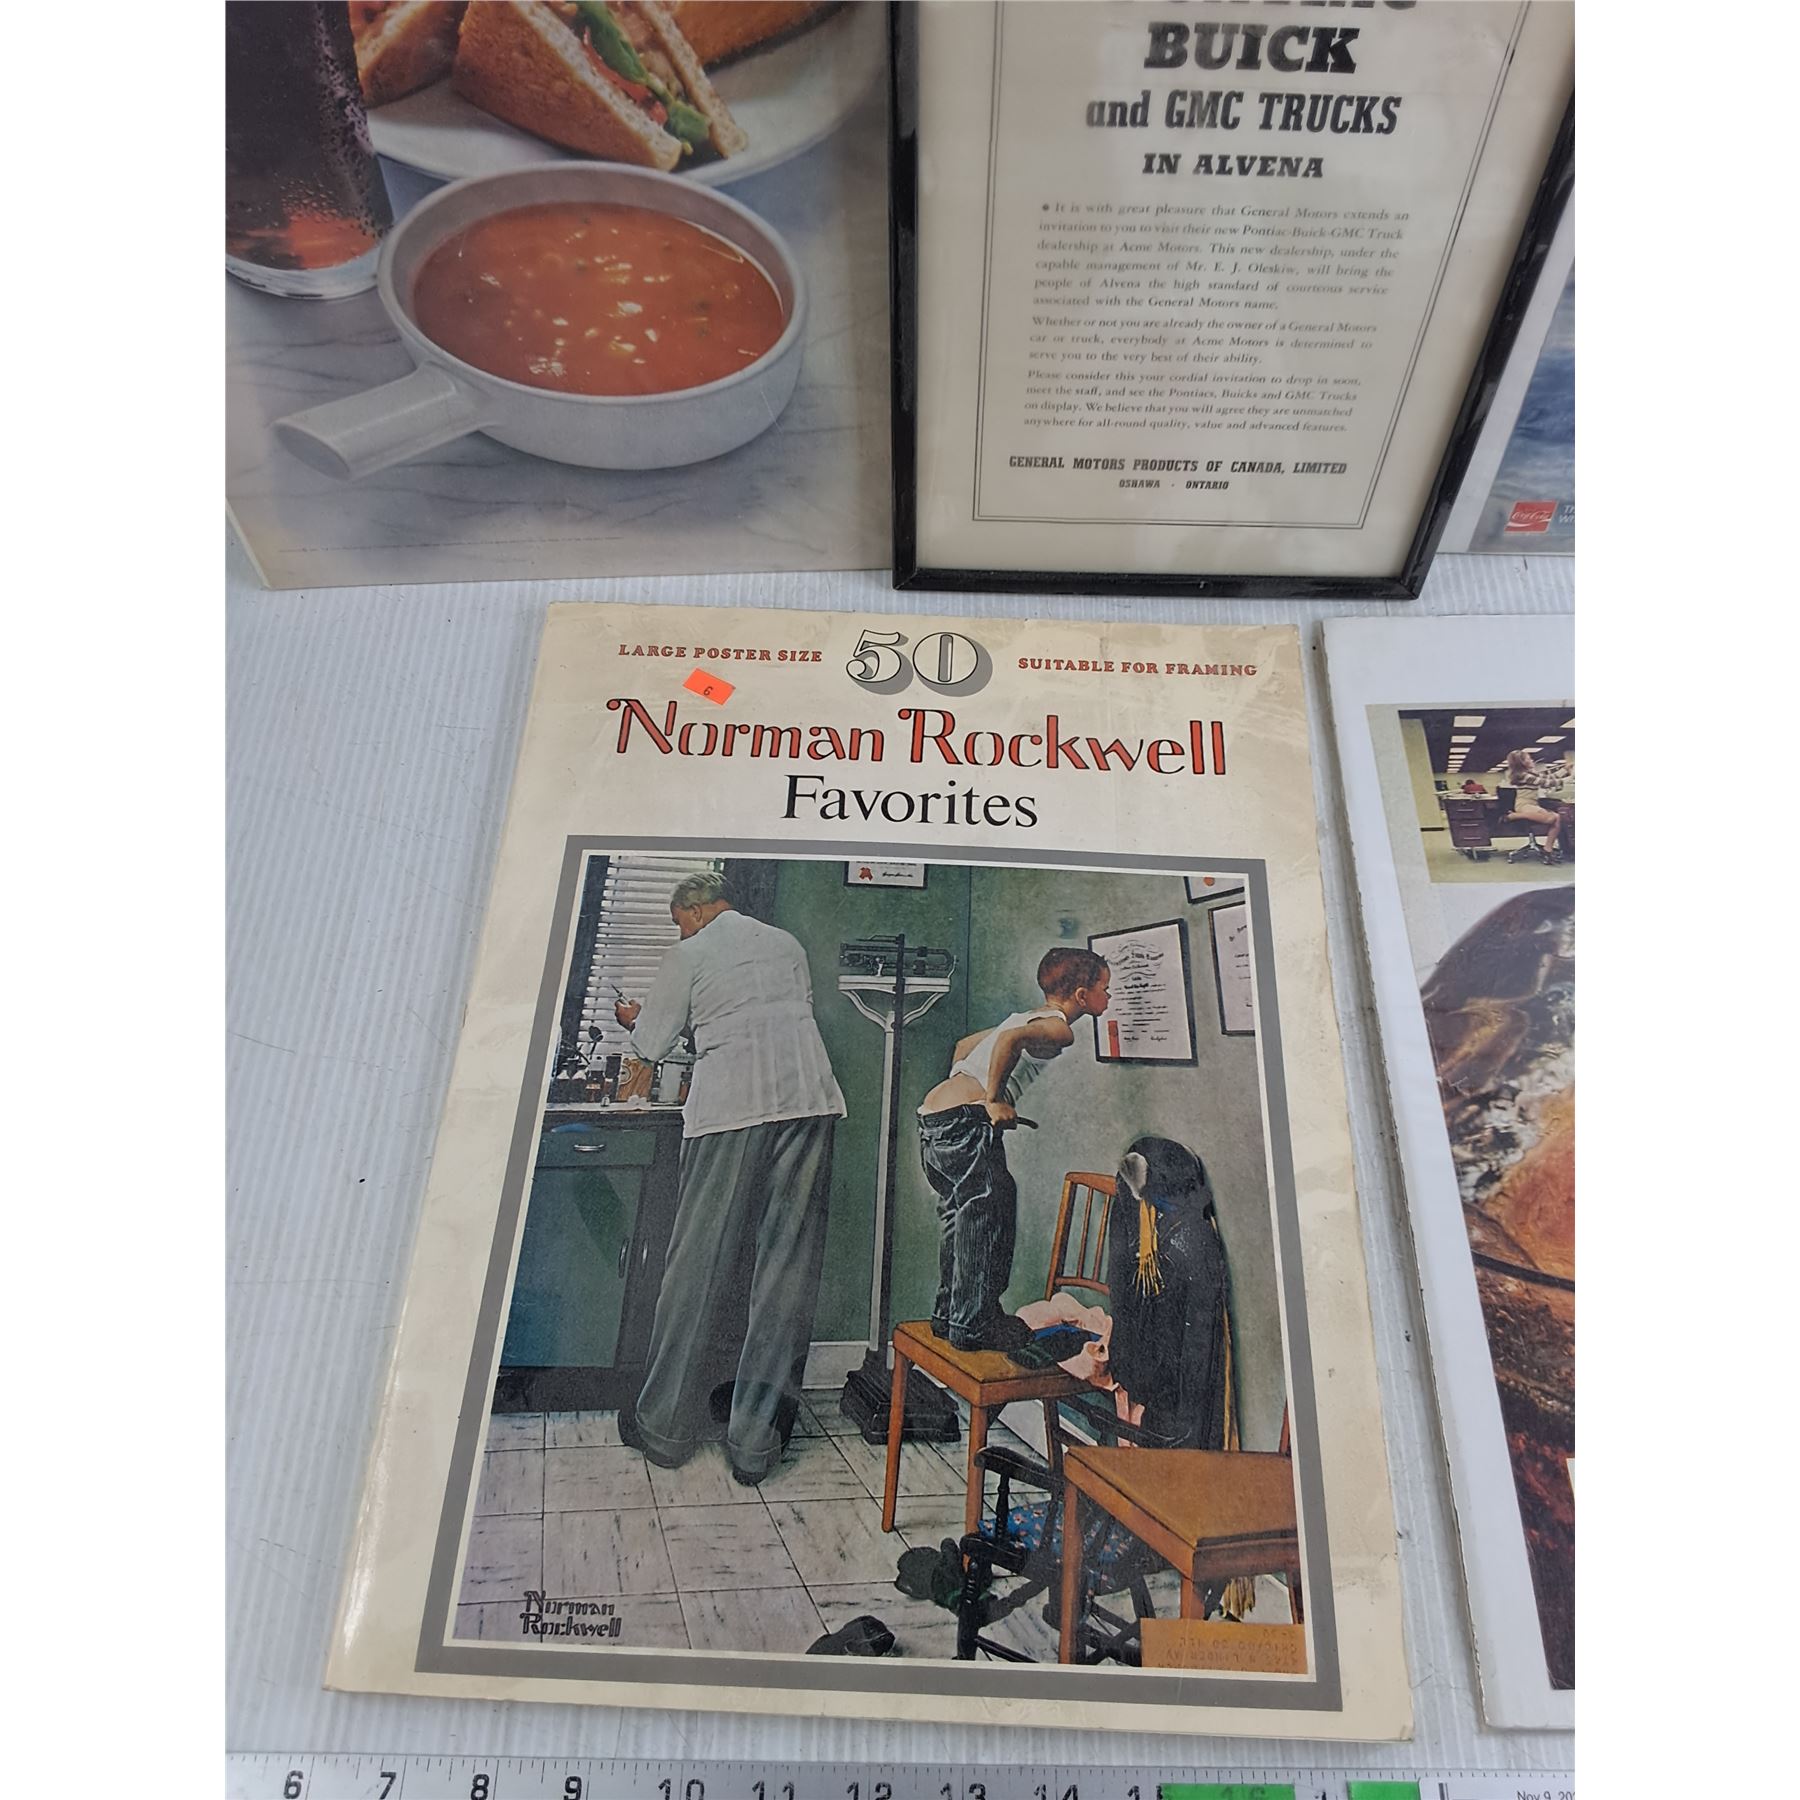 BUICK
and GMC TRUCKS
IN ALVENA
• It is with great pleasure that General Motors extends an
invitation to you to visit their new Pontiac-Buick-GMC Truck
dealership at Acme Motors. This new dealership, under the
capable management of Mr. E. J. Oleskiw, will bring the
people of Alvena the high standard of courteous service
associated with the General Motors name.
Whether or not you are already the owner of a General Motors
car or truck, everybody at Acme Motors is determined to
serve you to the very best of their ability.
Please consider this your cordial invitation to drop in soon,
meet the staff, and see the Pontiacs, Buicks and GMC Trucks
on display. We believe that you will agree they are unmatched
anywhere for all-round quality, value and advanced features.
GENERAL MOTORS PRODUCTS OF CANADA, LIMITED
OSHAWA · ONTARIO
Coca-Cola
LARGE POSTER SIZE 50 SUITABLE FOR FRAMING
6
Norman Rockwell
Favorites
Norman
Rockwell
6 7 8 9 10 11 12 13 14 15 16
Nov 9